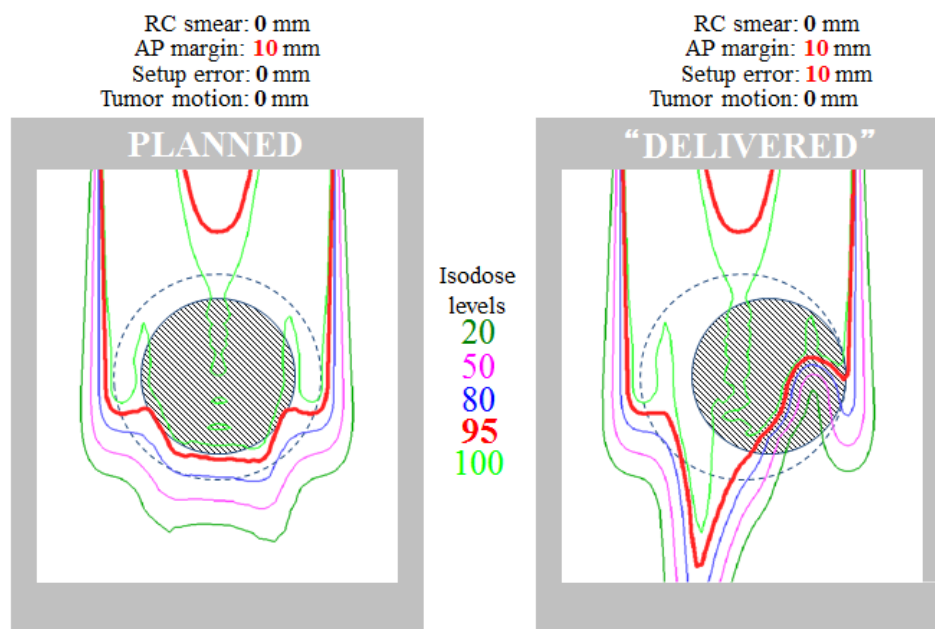 RC smear: 0 mm
AP margin: 10 mm
Setup error: 0 mm
Tumor motion: 0 mm
PLANNED
RC smear: 0 mm
AP margin: 10 mm
Setup error: 10 mm
Tumor motion: 0 mm
“DELIVERED”
Isodose
levels
20
50
80
95
100